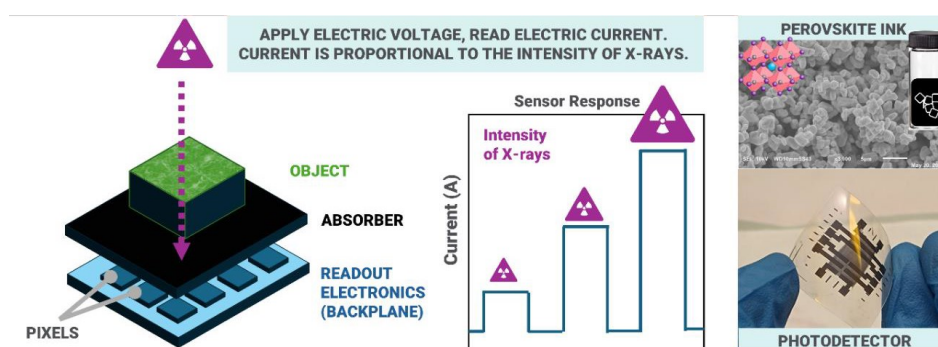 APPLY ELECTRIC VOLTAGE, READ ELECTRIC CURRENT.
CURRENT IS PROPORTIONAL TO THE INTENSITY OF X-RAYS.
OBJECT
ABSORBER
READOUT
ELECTRONICS
(BACKPLANE)
PIXELS
Sensor Response
Intensity
of X-rays
Current (A)
PEROVSKITE INK
5µm
PHOTODETECTOR